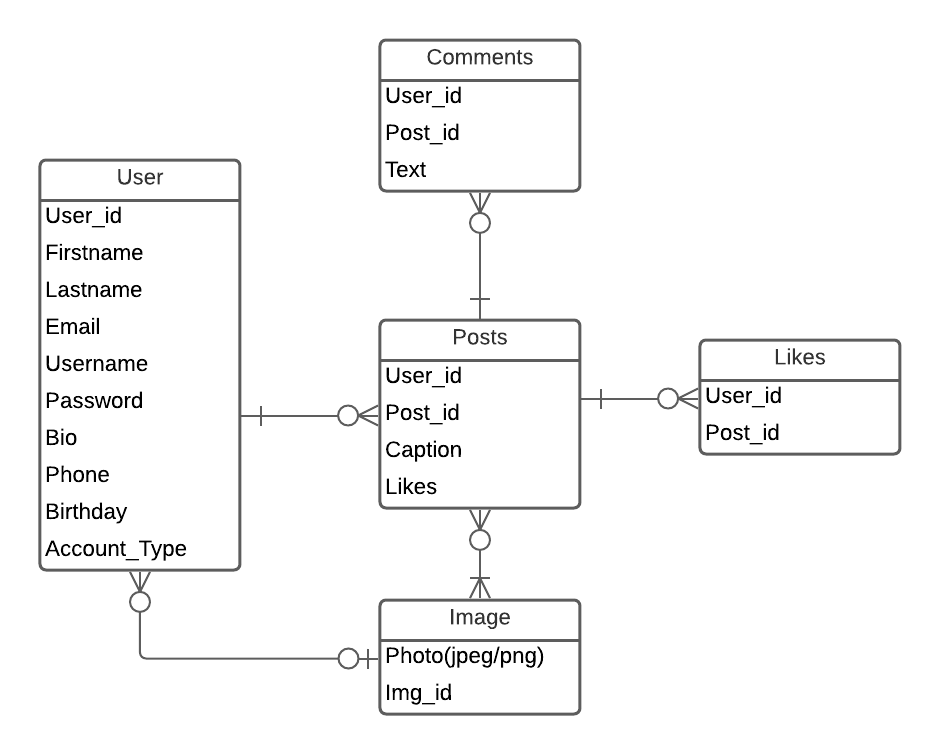 Comments
User_id
Post_id
Text
User
User_id
Firstname
Lastname
Email
Username
Password
Bio
Phone
Birthday
Account_Type
Posts
User_id
Post_id
Caption
Likes
Likes
User_id
Post_id
Image
Photo(jpeg/png)
Img_id